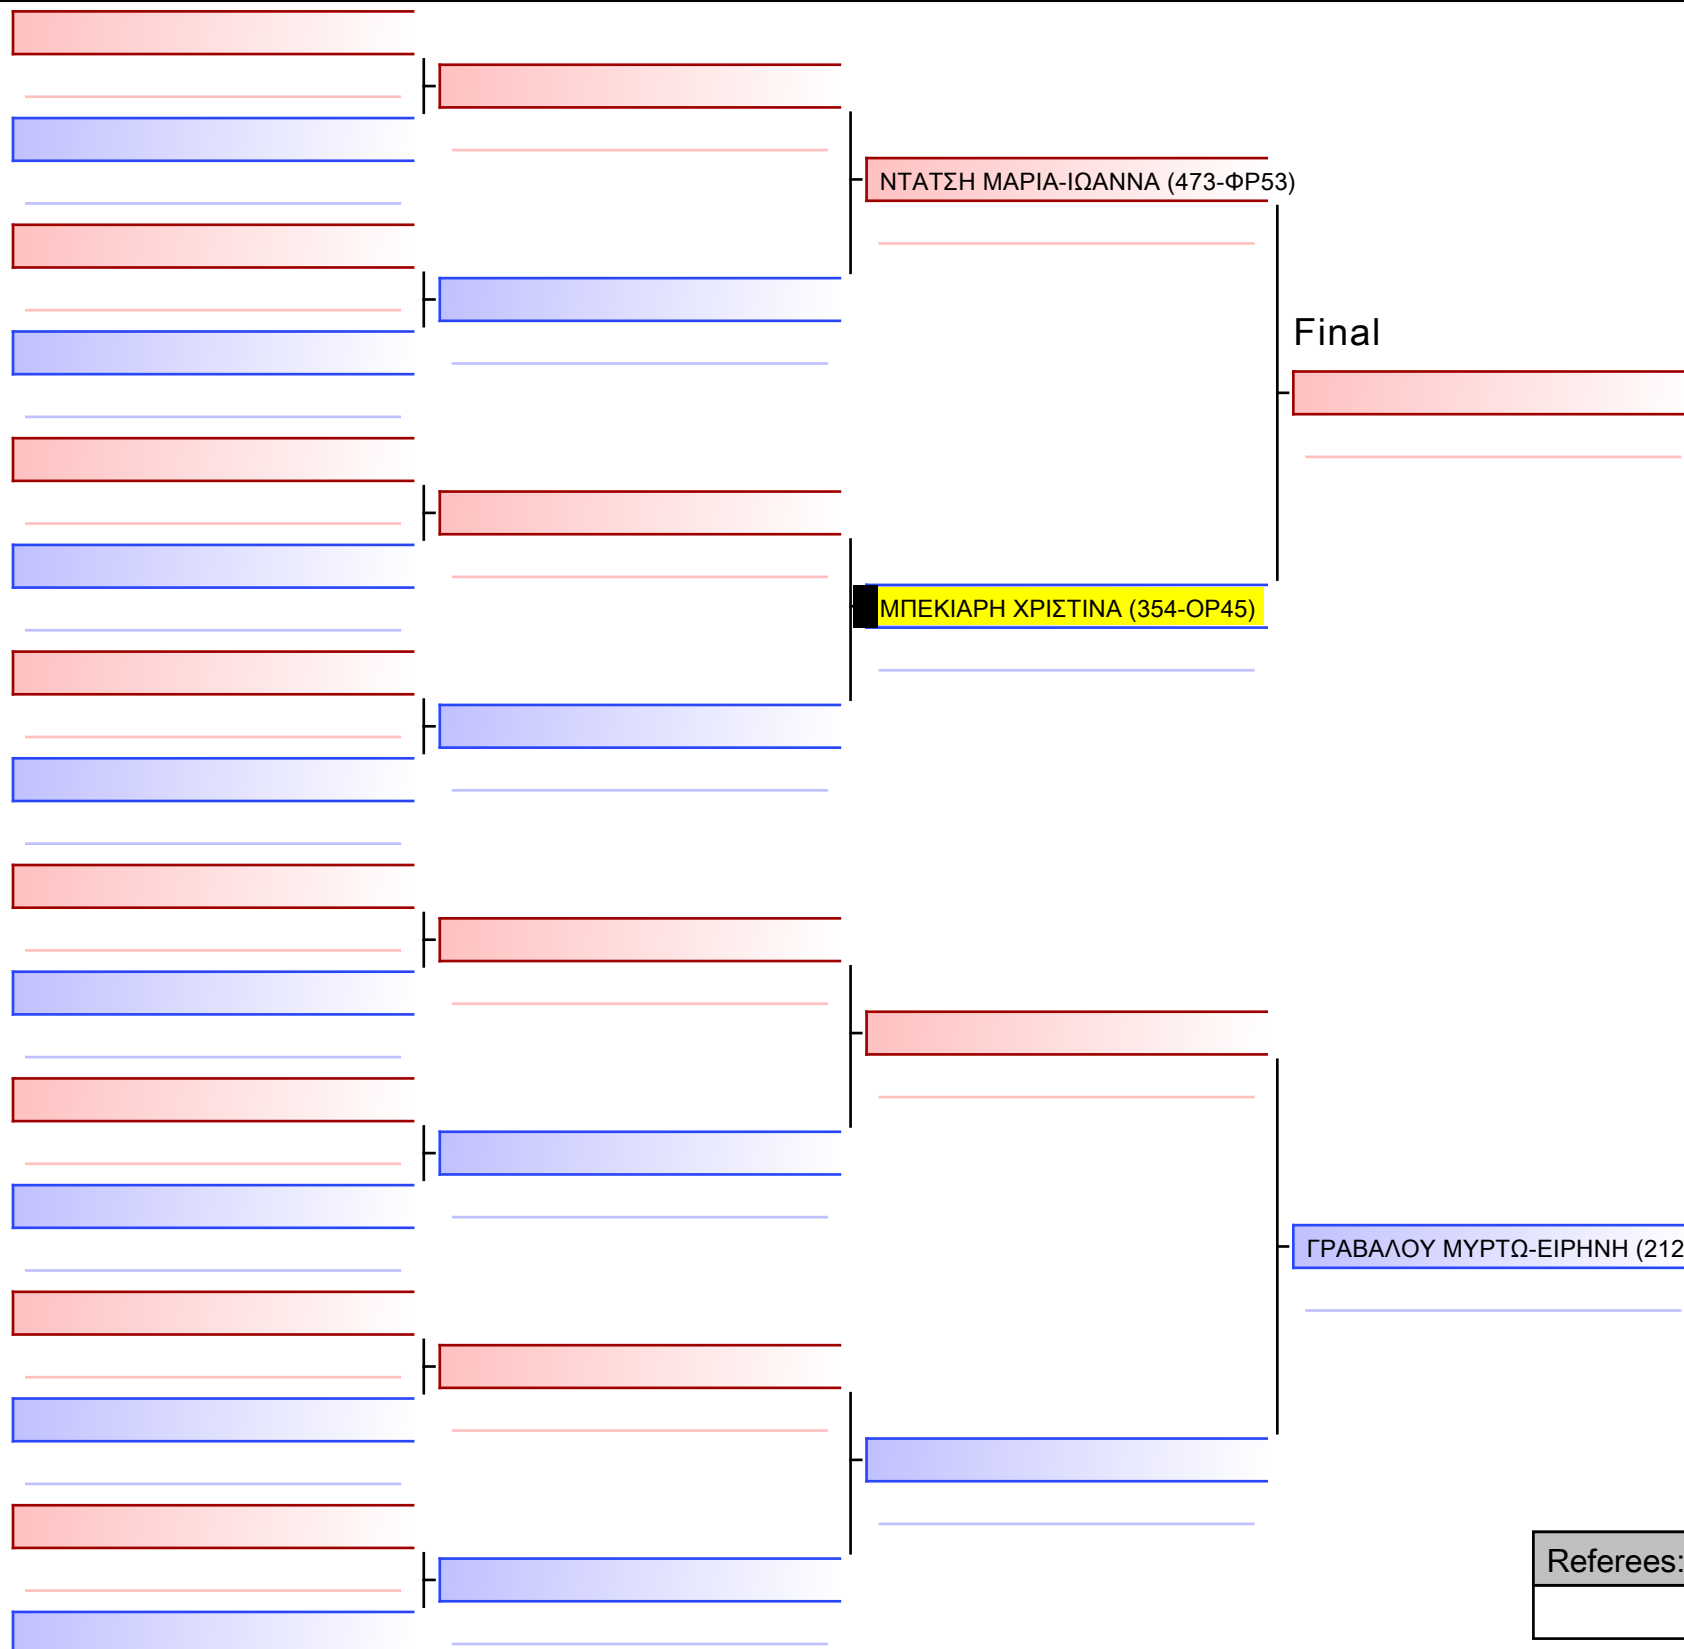 ΝΤΑΤΣΗ ΜΑΡΙΑ-ΙΩΑΝΝΑ (473-ΦΡ53)
Final
ΜΠΕΚΙΑΡΗ ΧΡΙΣΤΙΝΑ (354-ΟΡ45)
ΓΡΑΒΑΛΟΥ ΜΥΡΤΩ-ΕΙΡΗΝΗ (212
Referees: